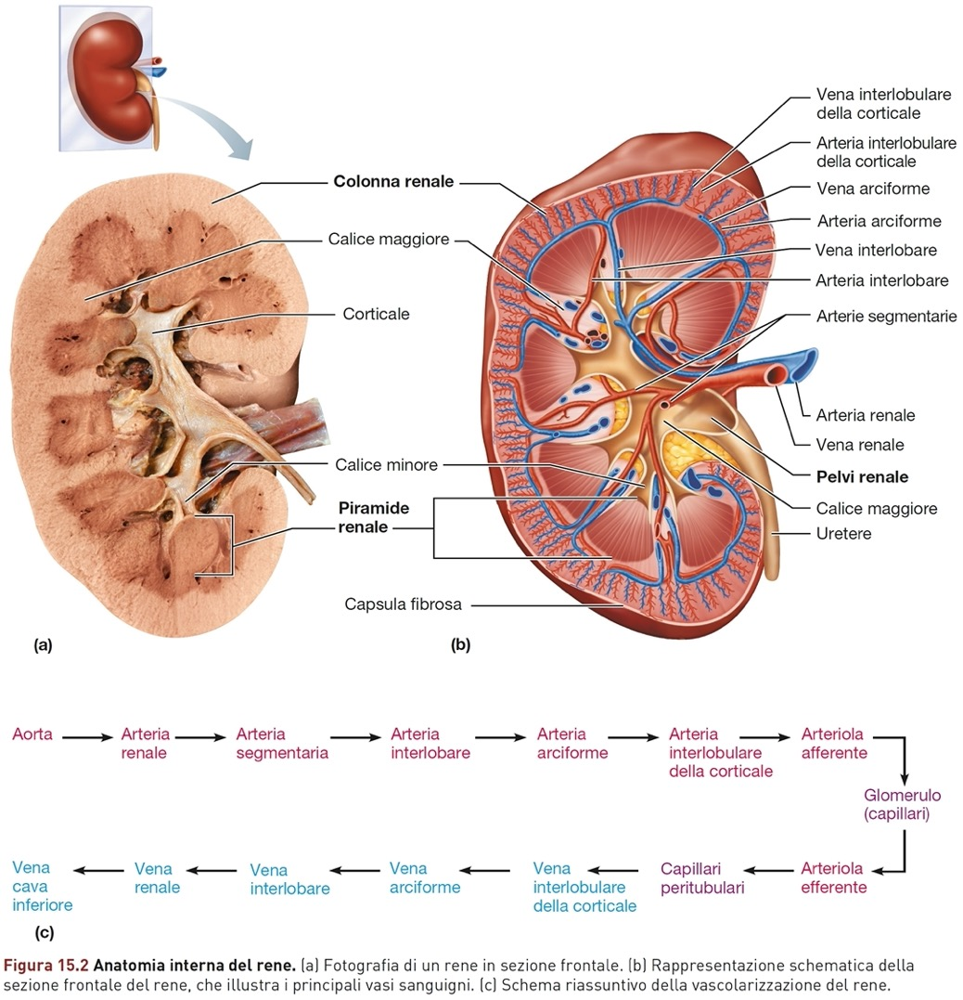 Vena interlobulare
della corticale
Arteria interlobulare
della corticale
Colonna renale
Vena arciforme
Arteria arciforme
Calice maggiore
Vena interlobare
Arteria interlobare
Corticale
Arterie segmentarie
Arteria renale
Vena renale
Calice minore
Pelvi renale
Piramide
renale
Calice maggiore
Uretere
Capsula fibrosa
(a)
(b)
Aorta
Arteria
renale
Arteria
segmentaria
Arteria
interlobare
Arteria
arciforme
Arteria
interlobulare
della corticale
Arteriola
afferente
Glomerulo
(capillari)
Vena
cava
inferiore
Vena
renale
Vena
interlobare
Vena
arciforme
Vena
interlobulare
della corticale
Capillari
peritubulari
Arteriola
efferente
(c)
Figura 15.2 Anatomia interna del rene. (a) Fotografia di un rene in sezione frontale. (b) Rappresentazione schematica della
sezione frontale del rene, che illustra i principali vasi sanguigni. (c) Schema riassuntivo della vascolarizzazione del rene.